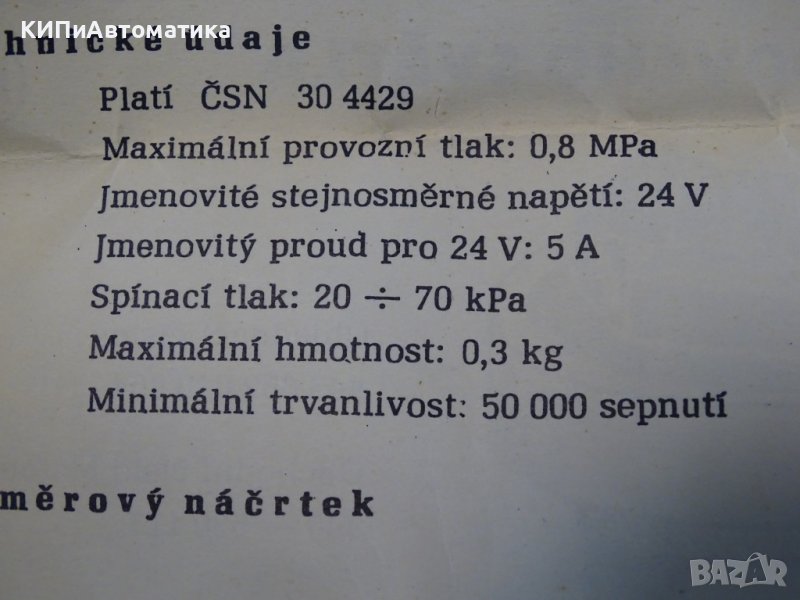 КИПиАвтоматика
hnické údaje
Platí ČSN 30 4429
Maximální provozní tlak: 0,8 MPa
Jmenovité stejnosměrné napětí: 24 V
Jmenovitý proud pro 24 V: 5 A
Spínací tlak: 20 ÷ 70 kPa
Maximální hmotnost: 0,3 kg
Minimální trvanlivost: 50 000 sepnutí
měrový náčrtek
BAZAR